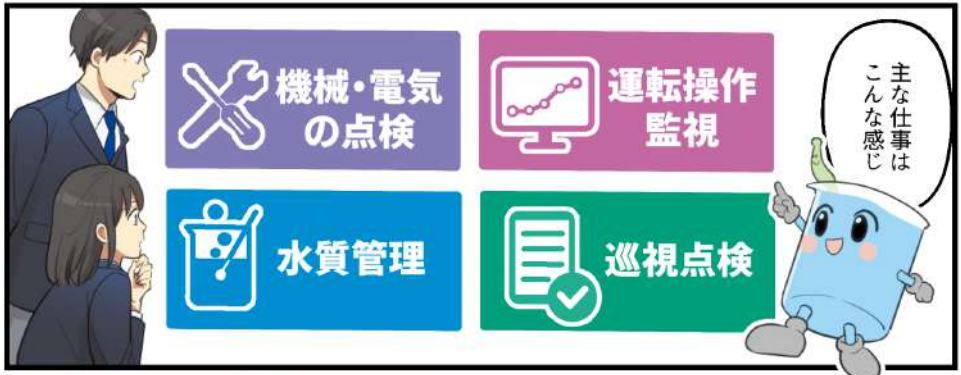 主な仕事は
こんな感じ
機械・電気
の点検
運転操作
監視
水質管理
巡視点検